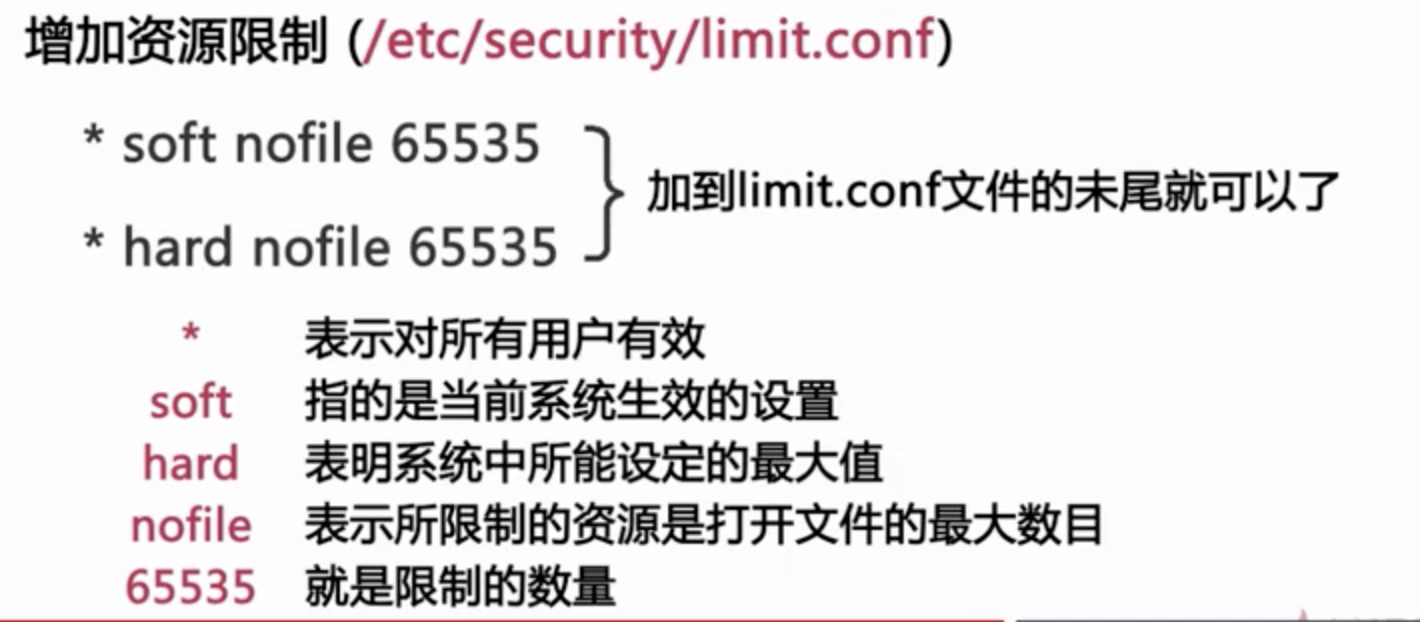 增加资源限制 (/etc/security/limit.conf)
* soft nofile 65535
加到limit.conf文件的未尾就可以了
* hard nofile 65535
* 表示对所有用户有效
soft 指的是当前系统生效的设置
hard 表明系统中所能设定的最大值
nofile 表示所限制的资源是打开文件的最大数目
65535 就是限制的数量